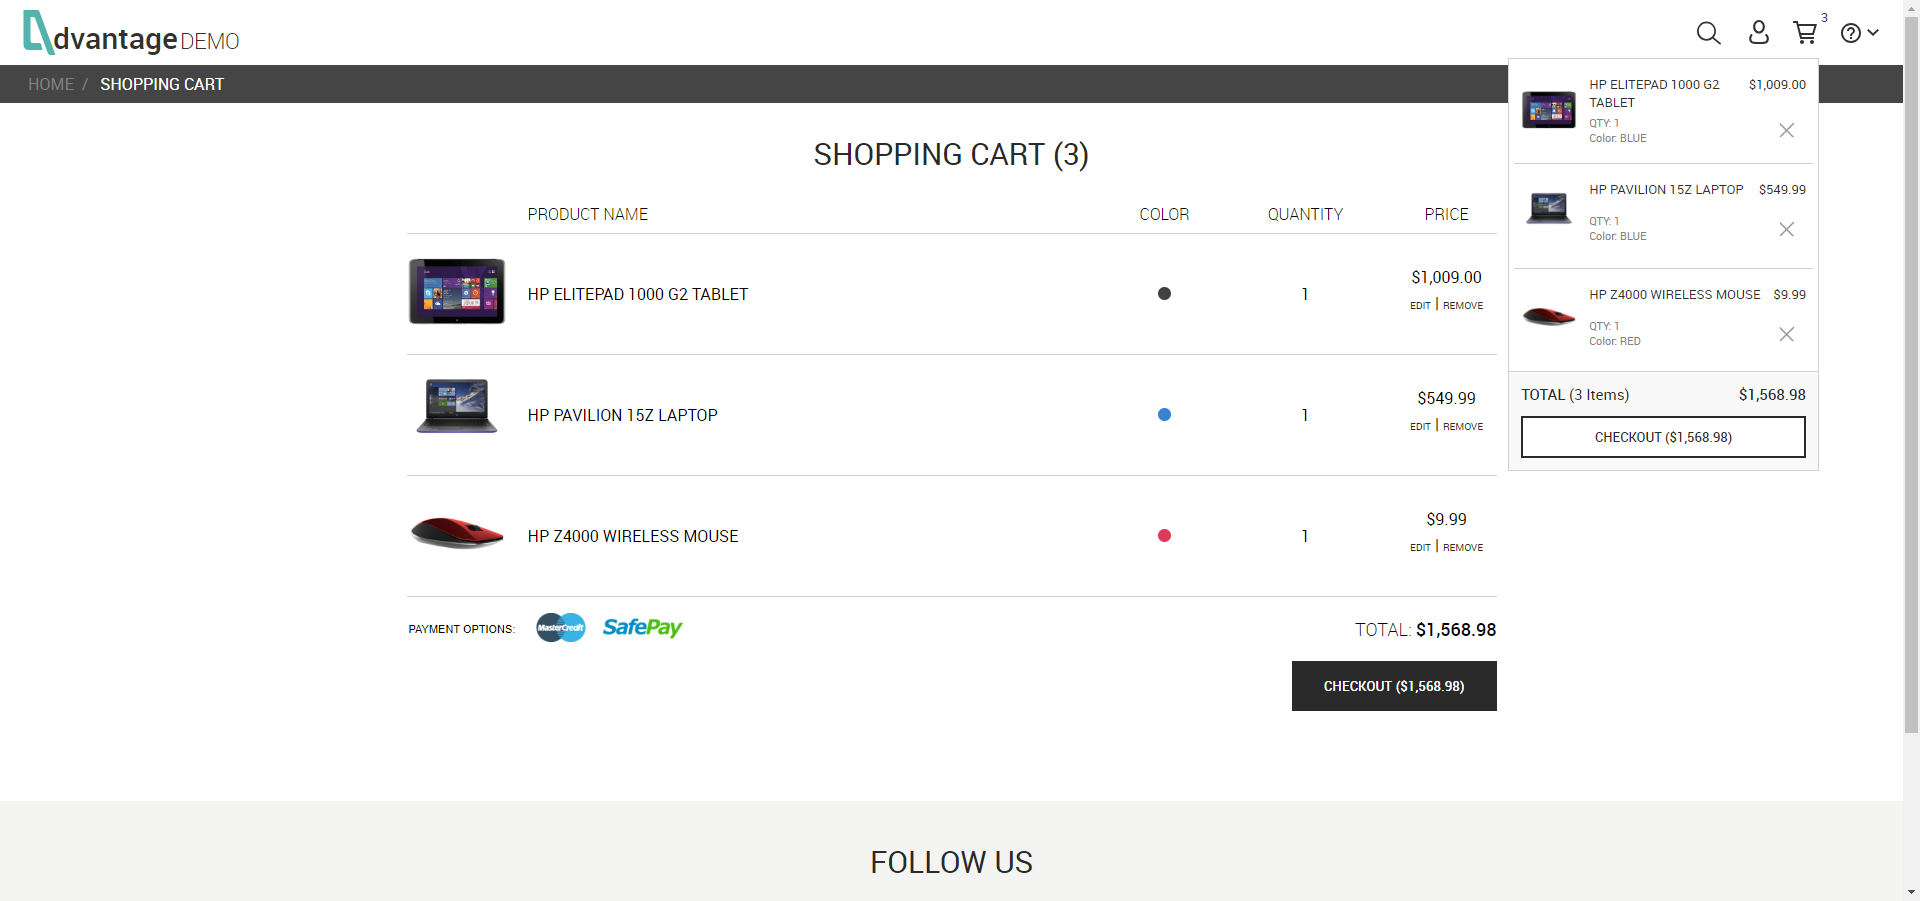 dvantage DEMO
3
HOME / SHOPPING CART
SHOPPING CART (3)
PRODUCT NAME COLOR QUANTITY PRICE
HP ELITEPAD 1000 G2 TABLET 1 $1,009.00
EDIT | REMOVE
HP PAVILION 15Z LAPTOP 1 $549.99
EDIT | REMOVE
HP Z4000 WIRELESS MOUSE 1 $9.99
EDIT | REMOVE
PAYMENT OPTIONS: MasterCredit SafePay TOTAL: $1,568.98
CHECKOUT ($1,568.98)
HP ELITEPAD 1000 G2 $1,009.00
TABLET
QTY: 1
Color: BLUE
HP PAVILION 15Z LAPTOP $549.99
QTY: 1
Color: BLUE
HP Z4000 WIRELESS MOUSE $9.99
QTY: 1
Color: RED
TOTAL (3 Items) $1,568.98
CHECKOUT ($1,568.98)
FOLLOW US